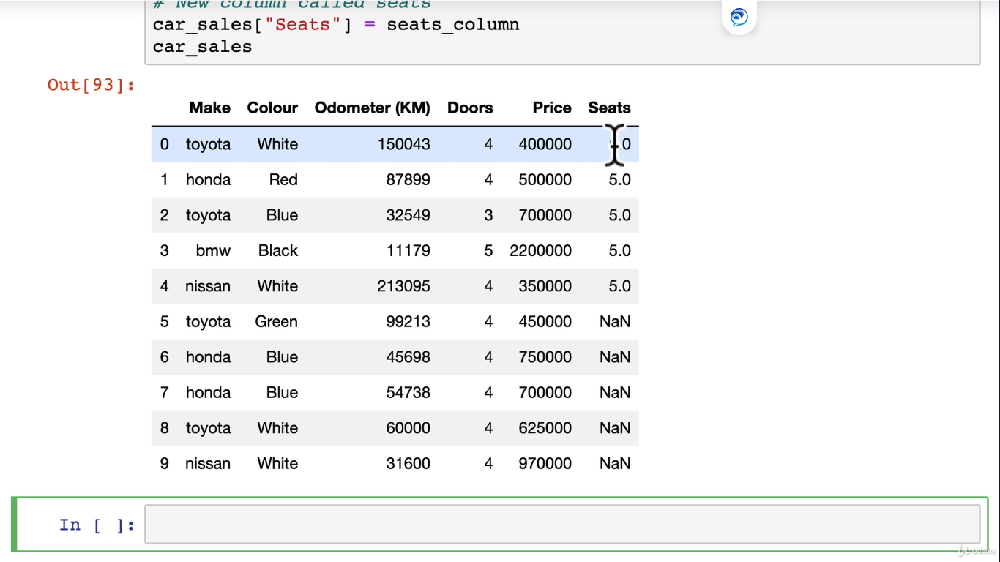 # New column called seats
car_sales["Seats"] = seats_column
car_sales
Out[93]:
Make Colour Odometer (KM) Doors Price Seats
0 toyota White 150043 4 400000 .0
1 honda Red 87899 4 500000 5.0
2 toyota Blue 32549 3 700000 5.0
3 bmw Black 11179 5 2200000 5.0
4 nissan White 213095 4 350000 5.0
5 toyota Green 99213 4 450000 NaN
6 honda Blue 45698 4 750000 NaN
7 honda Blue 54738 4 700000 NaN
8 toyota White 60000 4 625000 NaN
9 nissan White 31600 4 970000 NaN
In [ ]:
Udemy